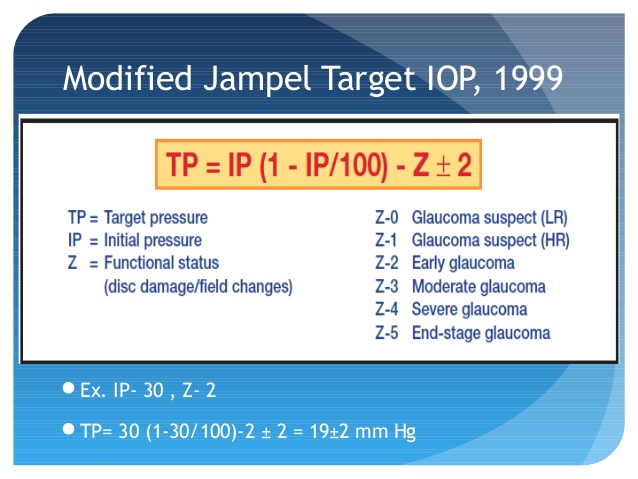 Modified Jampel Target IOP, 1999
TP = IP (1 - IP/100) - Z ± 2
TP = Target pressure
IP = Initial pressure
Z = Functional status
(disc damage/field changes)
Z-0 Glaucoma suspect (LR)
Z-1 Glaucoma suspect (HR)
Z-2 Early glaucoma
Z-3 Moderate glaucoma
Z-4 Severe glaucoma
Z-5 End-stage glaucoma
Ex. IP- 30 , Z- 2
TP= 30 (1-30/100)-2 ± 2 = 19±2 mm Hg